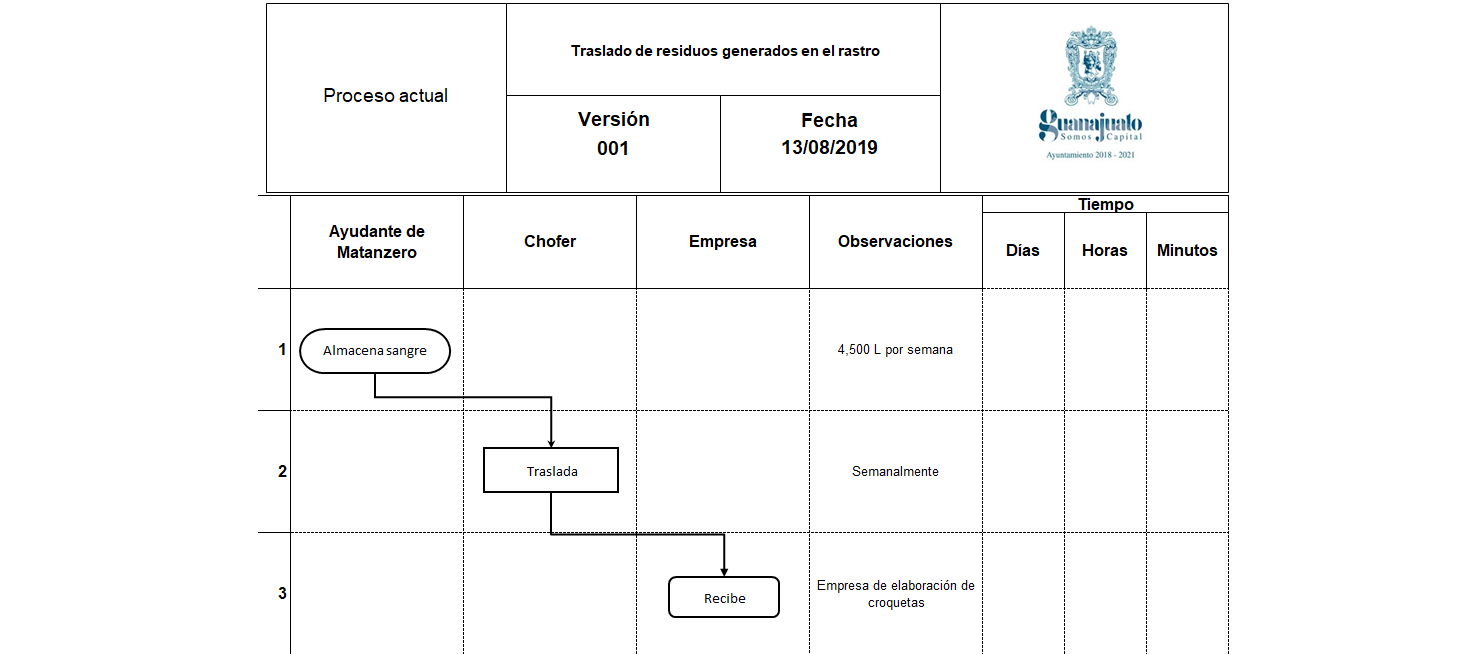 Proceso actual
Traslado de residuos generados en el rastro
Versión
001
Fecha
13/08/2019
guanajuato
Somos Capital
Ayuntamiento 2018 - 2021
Ayudante de
Matanzero
Chofer
Empresa
Observaciones
Tiempo
Días
Horas
Minutos
1
Almacena sangre
4,500 L por semana
2
Traslada
Semanalmente
3
Recibe
Empresa de elaboración de
croquetas